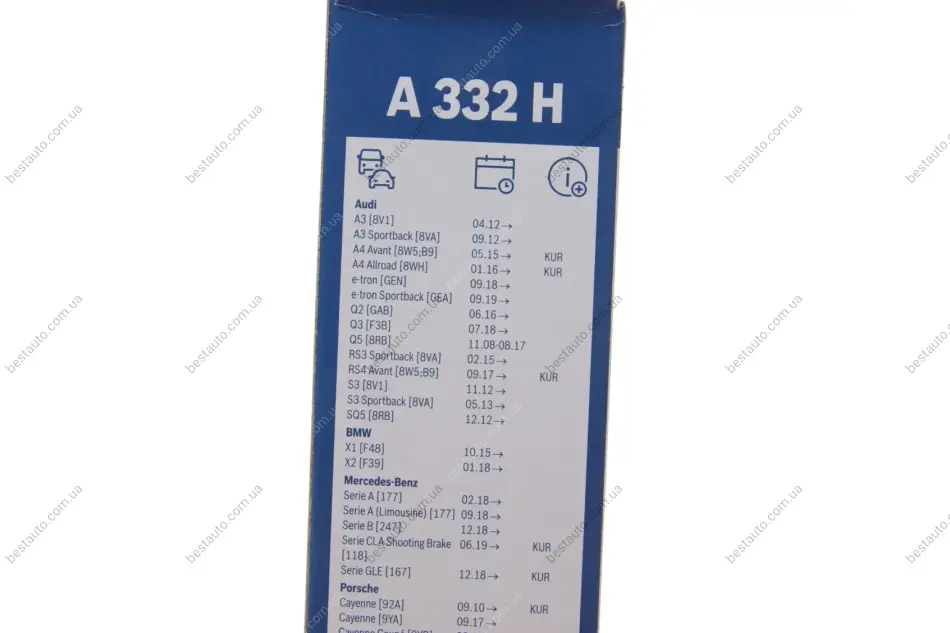 A 332 H
Audi
A3 [8V1] 04.12→
A3 Sportback [8VA] 09.12→
A4 Avant [8W5;B9] 05.15→ KUR
A4 Allroad [8WH] 01.16→ KUR
e-tron [GEN] 09.18→
e-tron Sportback [GEA] 09.19→
Q2 [GAB] 06.16→
Q3 [F3B] 07.18→
Q5 [8RB] 11.08-08.17
RS3 Sportback [8VA] 02.15→
RS4 Avant [8W5;B9] 09.17→ KUR
S3 [8V1] 11.12→
S3 Sportback [8VA] 05.13→
SQ5 [8RB] 12.12→
BMW
X1 [F48] 10.15→
X2 [F39] 01.18→
Mercedes-Benz
Serie A [177] 02.18→
Serie A (Limousine) [177] 09.18→
Serie B [247] 12.18→
Serie CLA Shooting Brake 06.19→ KUR
[118]
Serie GLE [167] 12.18→ KUR
Porsche
Cayenne [92A] 09.10→ KUR
Cayenne [9YA] 09.17→
bestauto.com.ua